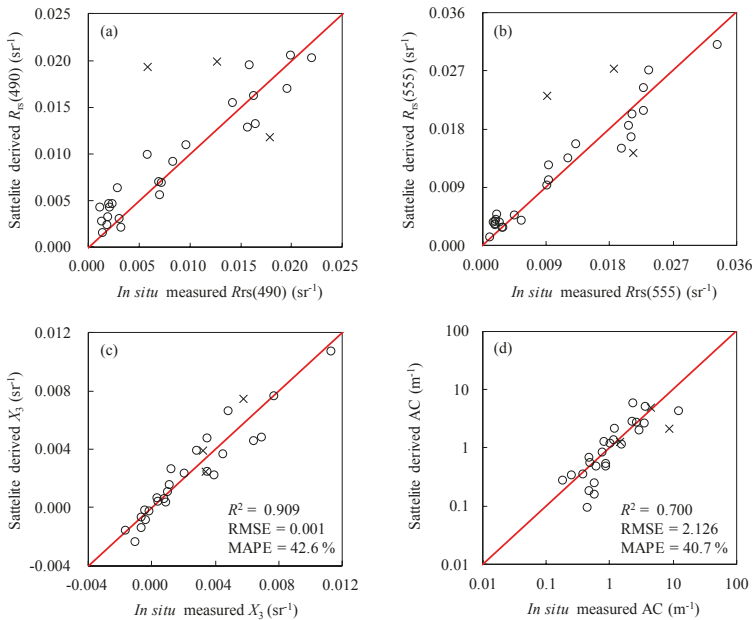 (a)
Sattelite derived Rrs(490) (sr-1)
0.025
0.020
0.015
0.010
0.005
0.000
0.000 0.005 0.010 0.015 0.020 0.025
In situ measured Rrs(490) (sr-1)
(b)
Sattelite derived Rrs(555) (sr-1)
0.036
0.027
0.018
0.009
0.000
0.000 0.009 0.018 0.027 0.036
In situ measured Rrs(555) (sr-1)
(c)
Sattelite derived X3 (sr-1)
0.012
0.008
0.004
0.000
-0.004
R2 = 0.909
RMSE = 0.001
MAPE = 42.6 %
-0.004 0.000 0.004 0.008 0.012
In situ measured X3 (sr-1)
(d)
Sattelite derived AC (m-1)
100
10
1
0.1
0.01
R2 = 0.700
RMSE = 2.126
MAPE = 40.7 %
0.01 0.1 1 10 100
In situ measured AC (m-1)